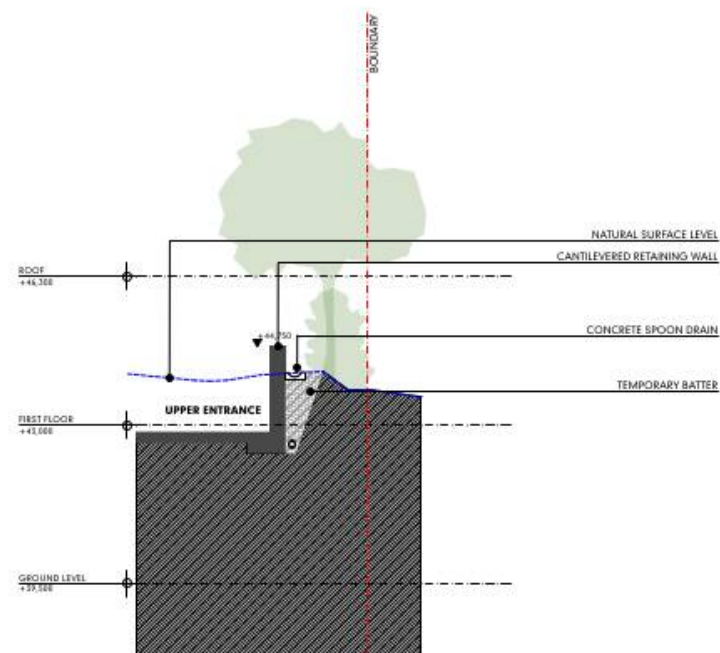 BOUNDARY
NATURAL SURFACE LEVEL
CANTILEVERED RETAINING WALL
ROOF
+46,300
+44,750
CONCRETE SPOON DRAIN
TEMPORARY BATTER
UPPER ENTRANCE
FIRST FLOOR
+43,000
GROUND LEVEL
+39,500